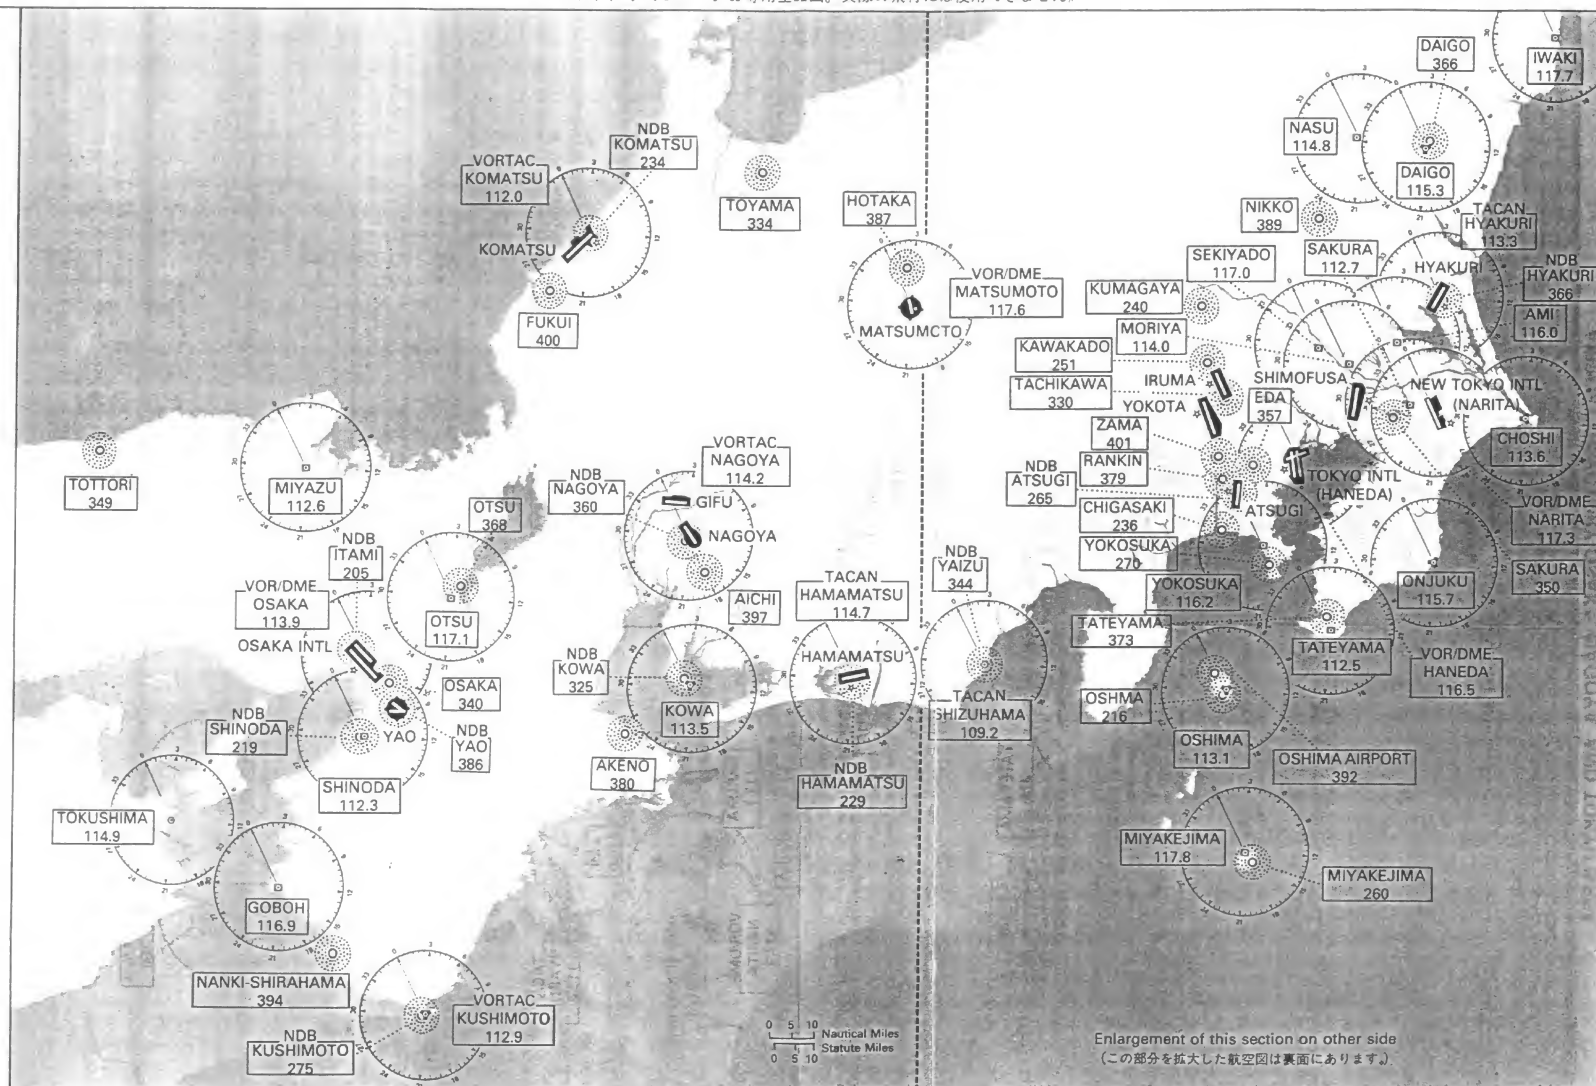 DAIGO
366
IWAKI
117.7
NASU
114.8
DAIGO
115.3
NDB
KOMATSU
234
VORTAC
KOMATSU
112.0
KOMATSU
FUKUI
400
TOYAMA
334
HOTAKA
387
VOR/DME
MATSUMOTO
117.6
MATSUMOTO
NIKKO
389
SAKURA
112.7
TACAN
HYAKURI
113.3
HYAKURI
NDB
HYAKURI
366
SEKIYADO
117.0
KUMAGAYA
240
MORIYA
114.0
AMI
116.0
KAWAKADO
251
IRUMA
TACHIKAWA
330
YOKOTA
SHIMOFUSA
EDA
357
NEW TOKYO INTL
(NARITA)
CHOSHI
113.6
ZAMA
401
RANKIN
379
NDB
ATSUGI
265
ATSUGI
TOKYO INTL
(HANEDA)
CHIGASAKI
236
YOKOSUKA
270
VOR/DME
NARITA
117.3
SAKURA
350
YOKOSUKA
116.2
ONJUKU
115.7
TATEYAMA
373
TATEYAMA
112.5
VOR/DME
HANEDA
116.5
TOTTORI
349
MIYAZU
112.6
OTSU
368
VORTAC
NAGOYA
114.2
NDB
NAGOYA
360
GIFU
NAGOYA
AICHI
397
NDB
ITAMI
205
VOR/DME
OSAKA
113.9
OSAKA INTL
OTSU
117.1
OSAKA
340
NDB
SHINODA
219
YAO
NDB
YAO
386
SHINODA
112.3
NDB
KOWA
325
KOWA
113.5
AKENO
380
TACAN
HAMAMATSU
114.7
HAMAMATSU
NDB
HAMAMATSU
229
NDB
YAIZU
344
TACAN
SHIZUHAMA
109.2
OSHMA
216
OSHIMA
113.1
OSHIMA AIRPORT
392
MIYAKEJIMA
117.8
MIYAKEJIMA
260
TOKUSHIMA
114.9
GOBOH
116.9
NANKI-SHIRAHAMA
394
VORTAC
KUSHIMOTO
112.9
NDB
KUSHIMOTO
275
0 5 10
Nautical Miles
Statute Miles
0 5 10
Enlargement of this section on other side
(この部分を拡大した航空図は裏面にあります。)